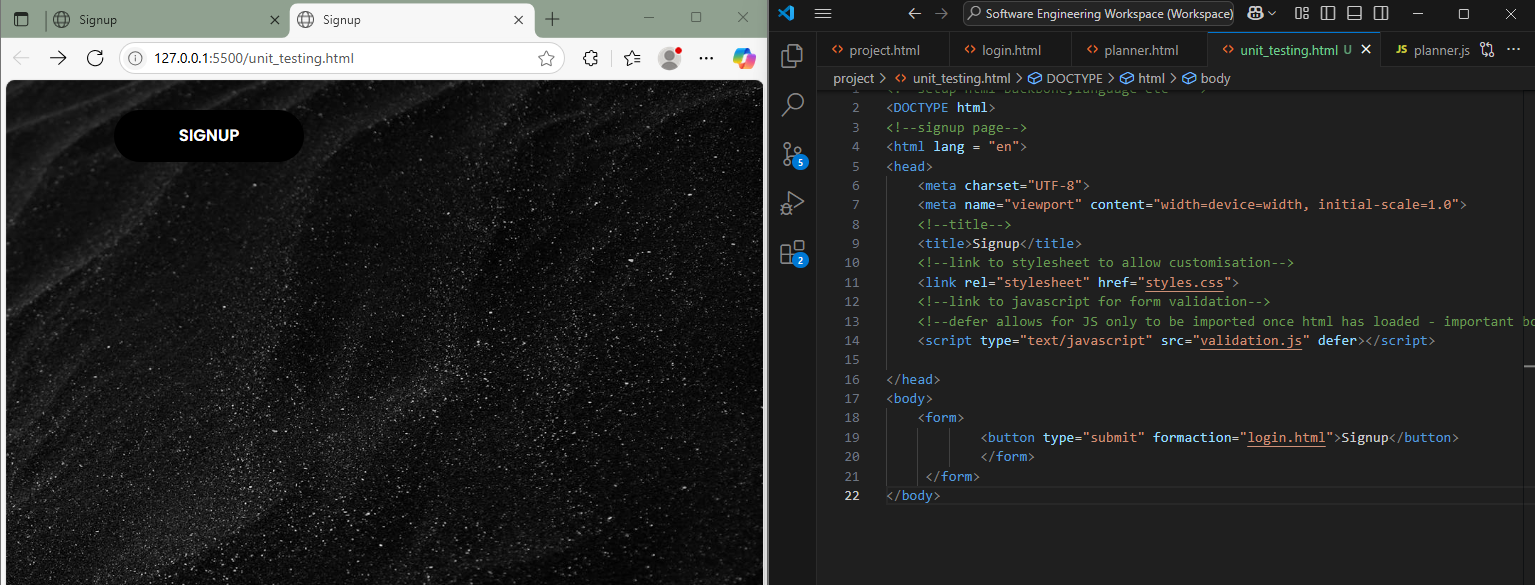 Signup
Signup
127.0.0.1:5500/unit_testing.html
SIGNUP
Software Engineering Workspace (Workspace)
project.html
login.html
planner.html
unit_testing.html U
JS planner.js
project > unit_testing.html > DOCTYPE > html > body
5
2
2 <DOCTYPE html>
3 <!--signup page-->
4 <html lang = "en">
5 <head>
6 <meta charset="UTF-8">
7 <meta name="viewport" content="width=device=width, initial-scale=1.0">
8 <!--title-->
9 <title>Signup</title>
10 <!--link to stylesheet to allow customisation-->
11 <link rel="stylesheet" href="styles.css">
12 <!--link to javascript for form validation-->
13 <!--defer allows for JS only to be imported once html has loaded - important bo
14 <script type="text/javascript" src="validation.js" defer></script>
15
16 </head>
17 <body>
18 <form>
19 <button type="submit" formaction="login.html">Signup</button>
20 </form>
21 </form>
22 </body>